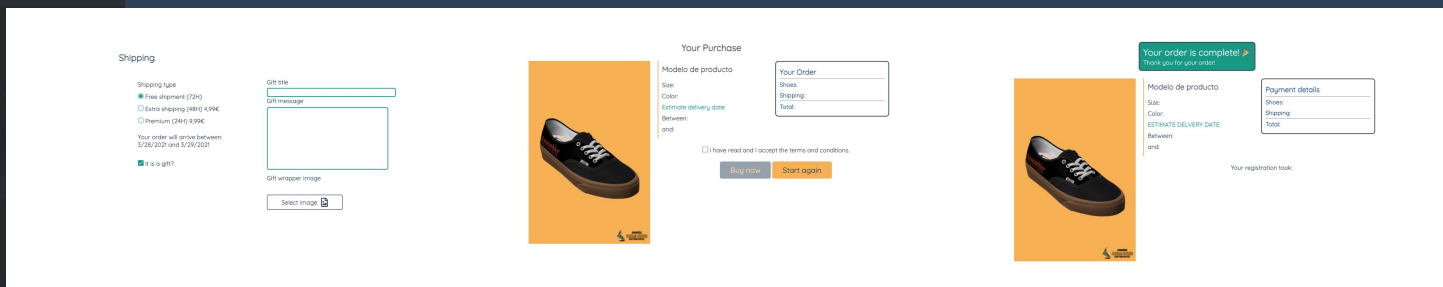 Shipping
Shipping type
Free shipment (72H)
Extra shipping (48H) 4,99€
Premium (24H) 9,99€
Your order will arrive between:
3/28/2021 and 3/29/2021
It is a gift?
Gift title
Gift message
Gift wrapper image
Select image
Your Purchase
Modelo de producto
Size:
Color:
Estimate delivery date:
Between:
and:
Your Order
Shoes:
Shipping:
Total:
I have read and I accept the terms and conditions.
Buy now
Start again
Your order is complete! 🎉
Thank you for your order!
Modelo de producto
Size:
Color:
ESTIMATE DELVERY DATE:
Between:
and:
Payment details
Shoes:
Shipping:
Total:
Your registration took: